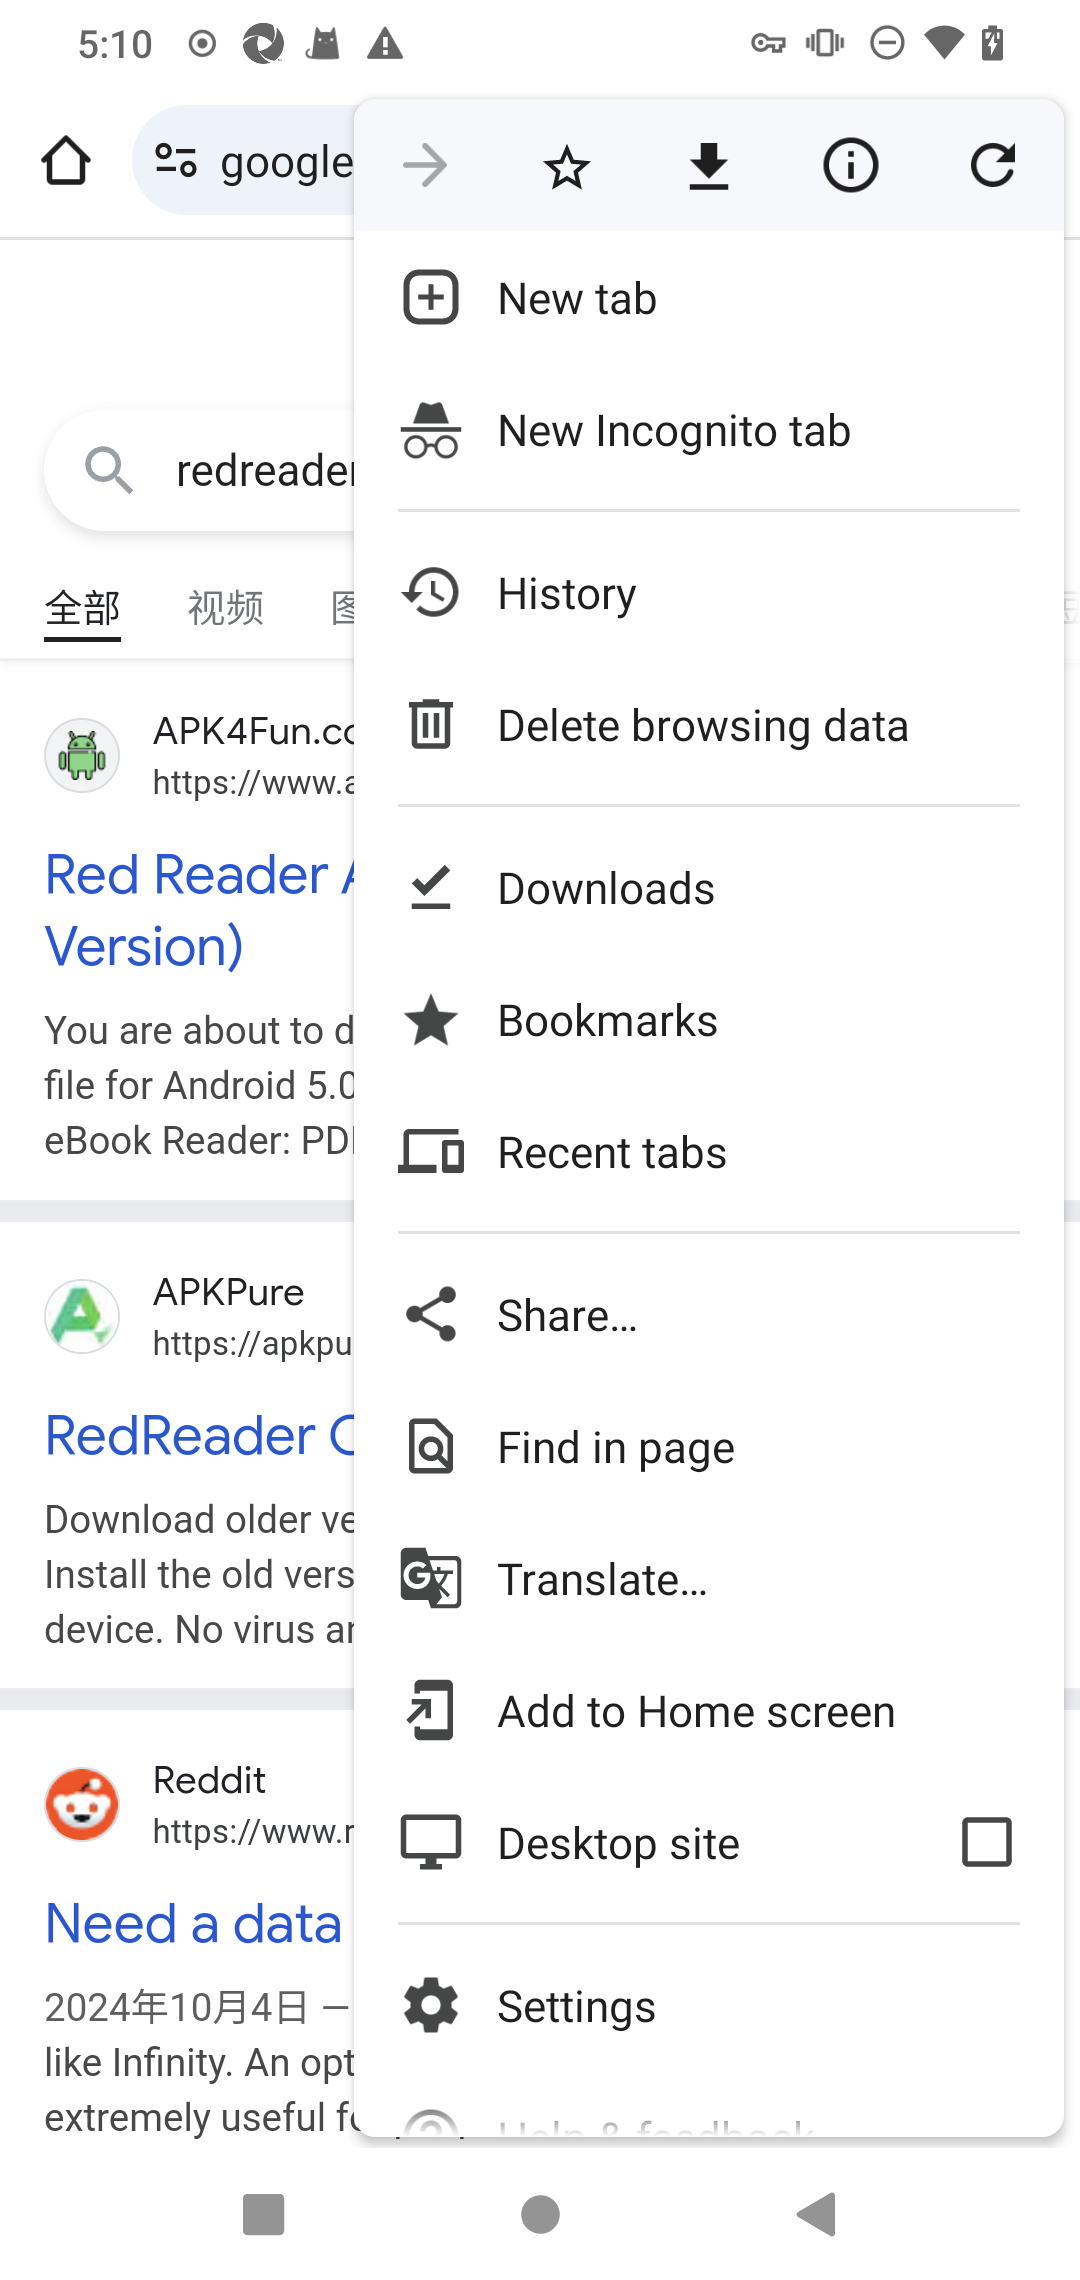 5:10
google
New tab
New Incognito tab
redreader
History
全部
视频
Delete browsing data
APK4Fun.co
https://www.a
Downloads
Red Reader
Version)
Bookmarks
You are about to d
file for Android 5.0
eBook Reader: PD
Recent tabs
APKPure
https://apkpu
Share…
RedReader
Find in page
Download older ve
Install the old vers
device. No virus ar
Translate…
Add to Home screen
Reddit
https://www.r
Desktop site
Need a data
2024年10月4日 —
like Infinity. An opt
extremely useful fo
Settings
Help & feedback